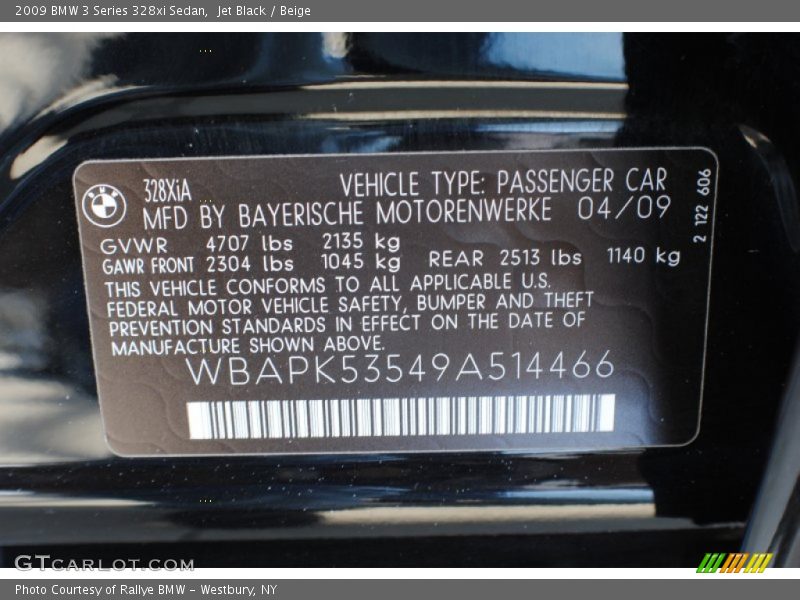 2009 BMW 3 Series 328xi Sedan,  Jet Black / Beige
328XiA VEHICLE TYPE: PASSENGER CAR
MFD BY BAYERISCHE MOTORENWERKE 04/09
GVWR 4707 lbs 2135 kg
GAWR FRONT 2304 lbs 1045 kg REAR 2513 lbs 1140 kg
THIS VEHICLE CONFORMS TO ALL APPLICABLE U.S.
FEDERAL MOTOR VEHICLE SAFETY, BUMPER AND THEFT
PREVENTION STANDARDS IN EFFECT ON THE DATE OF
MANUFACTURE SHOWN ABOVE.
WBAPK53549A514466
2 122 606
GTCARLOT.COM
Photo Courtesy of Rallye BMW - Westbury, NY